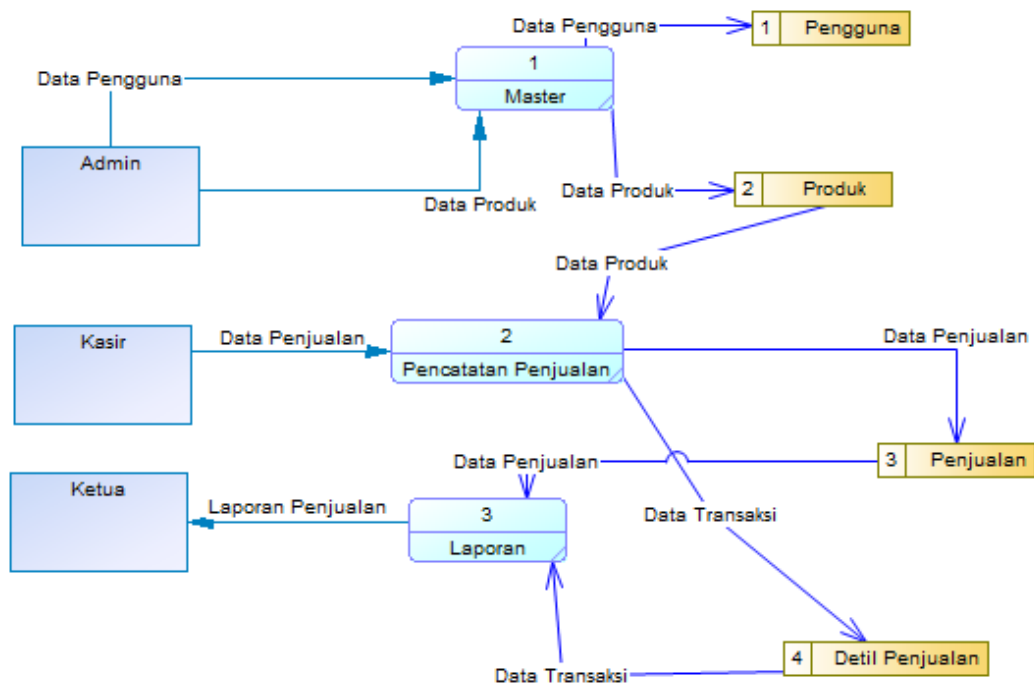 Data Pengguna
1
Pengguna
1
Master
Data Pengguna
Admin
Data Produk
Data Produk
2
Produk
Data Produk
Kasir
Data Penjualan
2
Pencatatan Penjualan
Data Penjualan
3
Penjualan
Data Penjualan
Ketua
Laporan Penjualan
3
Laporan
Data Transaksi
4
Detil Penjualan
Data Transaksi